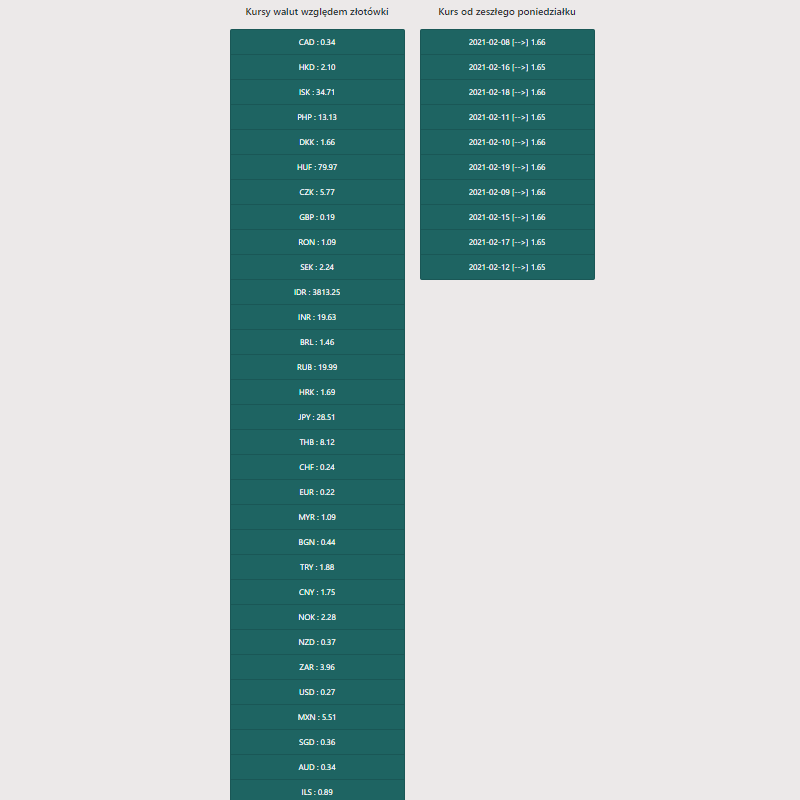 Kursy walut względem złotówki
CAD : 0.34
HKD : 2.10
ISK : 34.71
PHP : 13.13
DKK : 1.66
HUF : 79.97
CZK : 5.77
GBP : 0.19
RON : 1.09
SEK : 2.24
IDR : 3813.25
INR : 19.63
BRL : 1.46
RUB : 19.99
HRK : 1.69
JPY : 28.51
THB : 8.12
CHF : 0.24
EUR : 0.22
MYR : 1.09
BGN : 0.44
TRY : 1.88
CNY : 1.75
NOK : 2.28
NZD : 0.37
ZAR : 3.96
USD : 0.27
MXN : 5.51
SGD : 0.36
AUD : 0.34
ILS : 0.89
Kurs od zeszłego poniedziałku
2021-02-08 [-->] 1.66
2021-02-16 [-->] 1.65
2021-02-18 [-->] 1.66
2021-02-11 [-->] 1.65
2021-02-10 [-->] 1.66
2021-02-19 [-->] 1.66
2021-02-09 [-->] 1.66
2021-02-15 [-->] 1.66
2021-02-17 [-->] 1.65
2021-02-12 [-->] 1.65